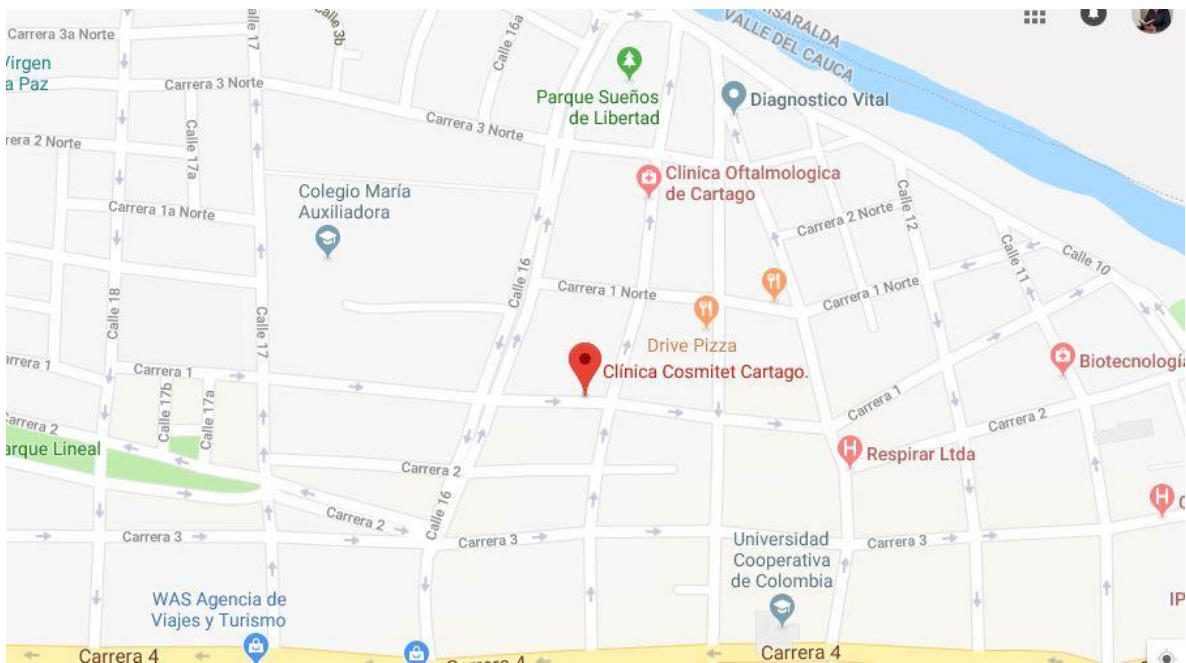 Carrera 3a Norte
Calle 17
Calle 3b
Calle 16a
RISARALDA
VALLE DEL CAUCA
Virgen
a Paz
Carrera 3 Norte
Parque Sueños
de Libertad
Diagnostico Vital
Carrera 3 Norte
rera 2 Norte
Calle 17a
Clinica Oftalmologica
de Cartago
Colegio María
Auxiliadora
Carrera 1a Norte
Carrera 2 Norte
Calle 12
Calle 11
Calle 10
Calle 16
Carrera 1 Norte
Carrera 1 Norte
Calle 18
Calle 17
Drive Pizza
Clínica Cosmitet Cartago.
Biotecnología
arrera 1
Carrera 1
Carrera 1
Calle 17b
Calle 17a
Carrera 2
Carrera 2
arque Lineal
Carrera 2
Respirar Ltda
Calle 16
Carrera 2
Carrera 3
Carrera 3
Carrera 3
Universidad
Cooperativa
de Colombia
WAS Agencia de
Viajes y Turismo
IP
Carrera 4
Carrera 4
Carrera 4